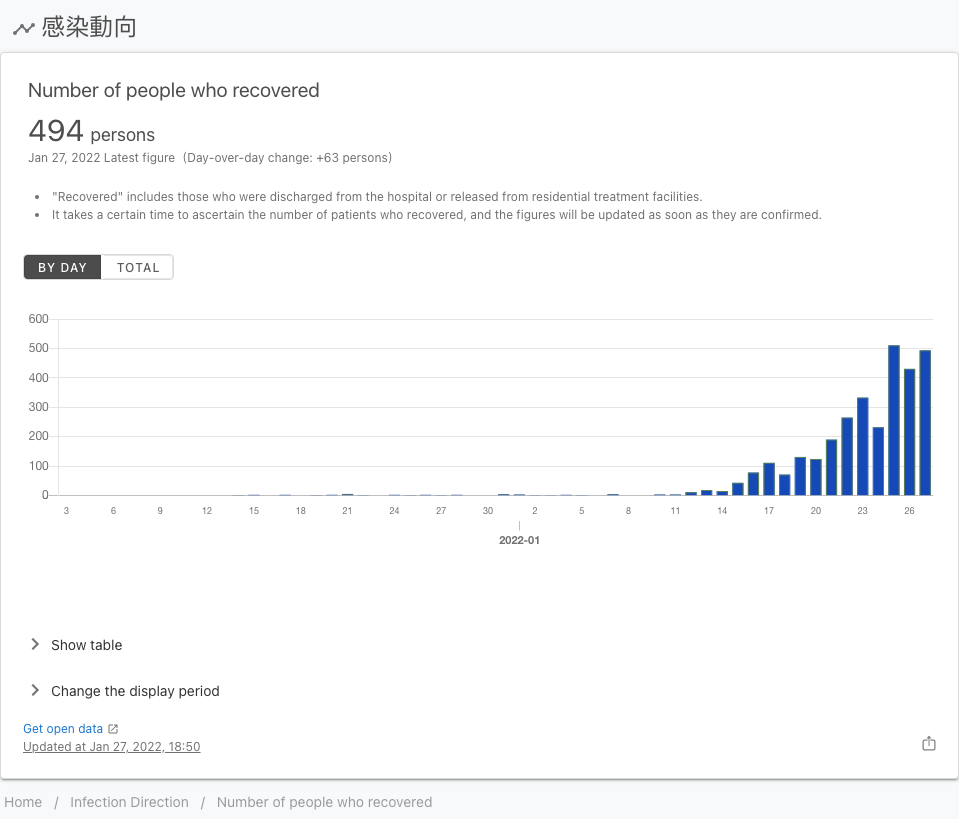 感染動向
Number of people who recovered
494 persons
Jan 27, 2022 Latest figure (Day-over-day change: +63 persons)
• "Recovered" includes those who were discharged from the hospital or released from residential treatment facilities.
• It takes a certain time to ascertain the number of patients who recovered, and the figures will be updated as soon as they are confirmed.
BY DAY TOTAL
600
500
400
300
200
100
0
3 6 9 12 15 18 21 24 27 30 2 5 8 11 14 17 20 23 26
2022-01
Show table
Change the display period
Get open data
Updated at Jan 27, 2022, 18:50
Home / Infection Direction / Number of people who recovered